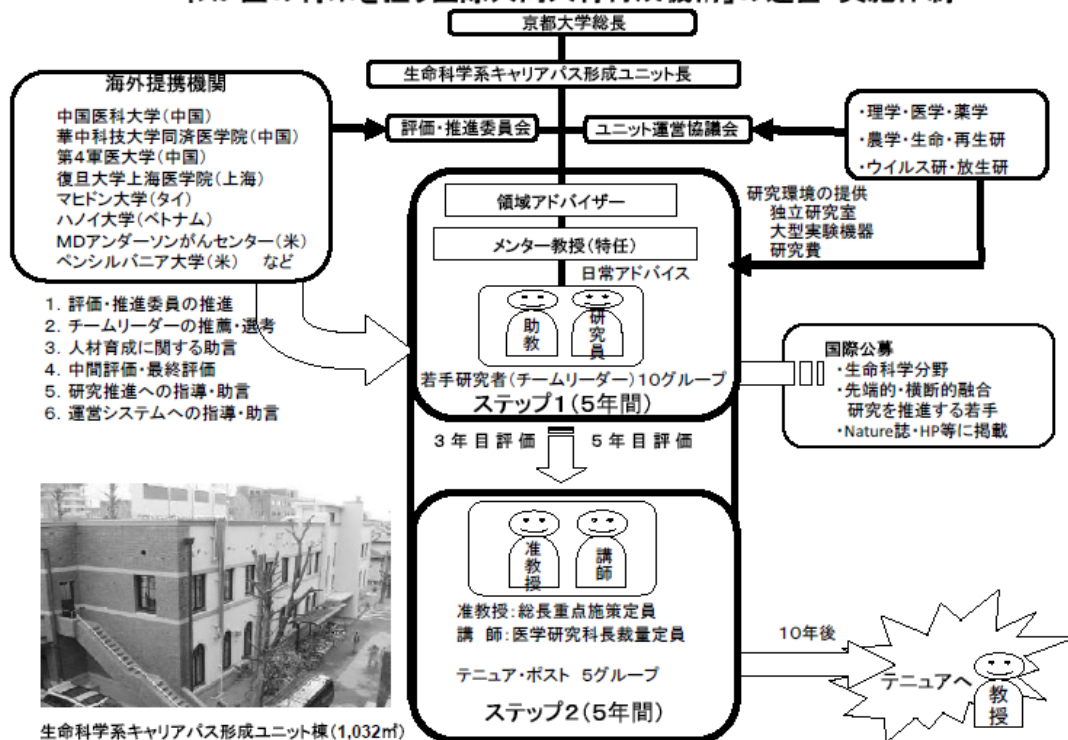 京都大学総長
生命科学系キャリアパス形成ユニット長
評価・推進委員会
ユニット運営協議会
海外提携機関
中国医科大学(中国)
華中科技大学同済医学院(中国)
第4軍医大学(中国)
復旦大学上海医学院(上海)
マヒドン大学(タイ)
ハノイ大学(ベトナム)
MDアンダーソンがんセンター(米)
ペンシルバニア大学(米) など
・理学・医学・薬学
・農学・生命・再生研
・ウイルス研・放生研
研究環境の提供
独立研究室
大型実験機器
研究費
領域アドバイザー
メンター教授(特任)
日常アドバイス
助教
研究員
若手研究者(チームリーダー)10グループ
ステップ1(5年間)
1. 評価・推進委員の推進
2. チームリーダーの推薦・選考
3. 人材育成に関する助言
4. 中間評価・最終評価
5. 研究推進への指導・助言
6. 運営システムへの指導・助言
国際公募
・生命科学分野
・先端的・横断的融合
研究を推進する若手
・Nature誌・HP等に掲載
3年目評価
5年目評価
准教授
講師
准教授:総長重点施策定員
講 師:医学研究科長裁量定員
テニュア・ポスト 5グループ
ステップ2(5年間)
10年後
テニュアへ
教授
生命科学系キャリアパス形成ユニット棟(1,032㎡)